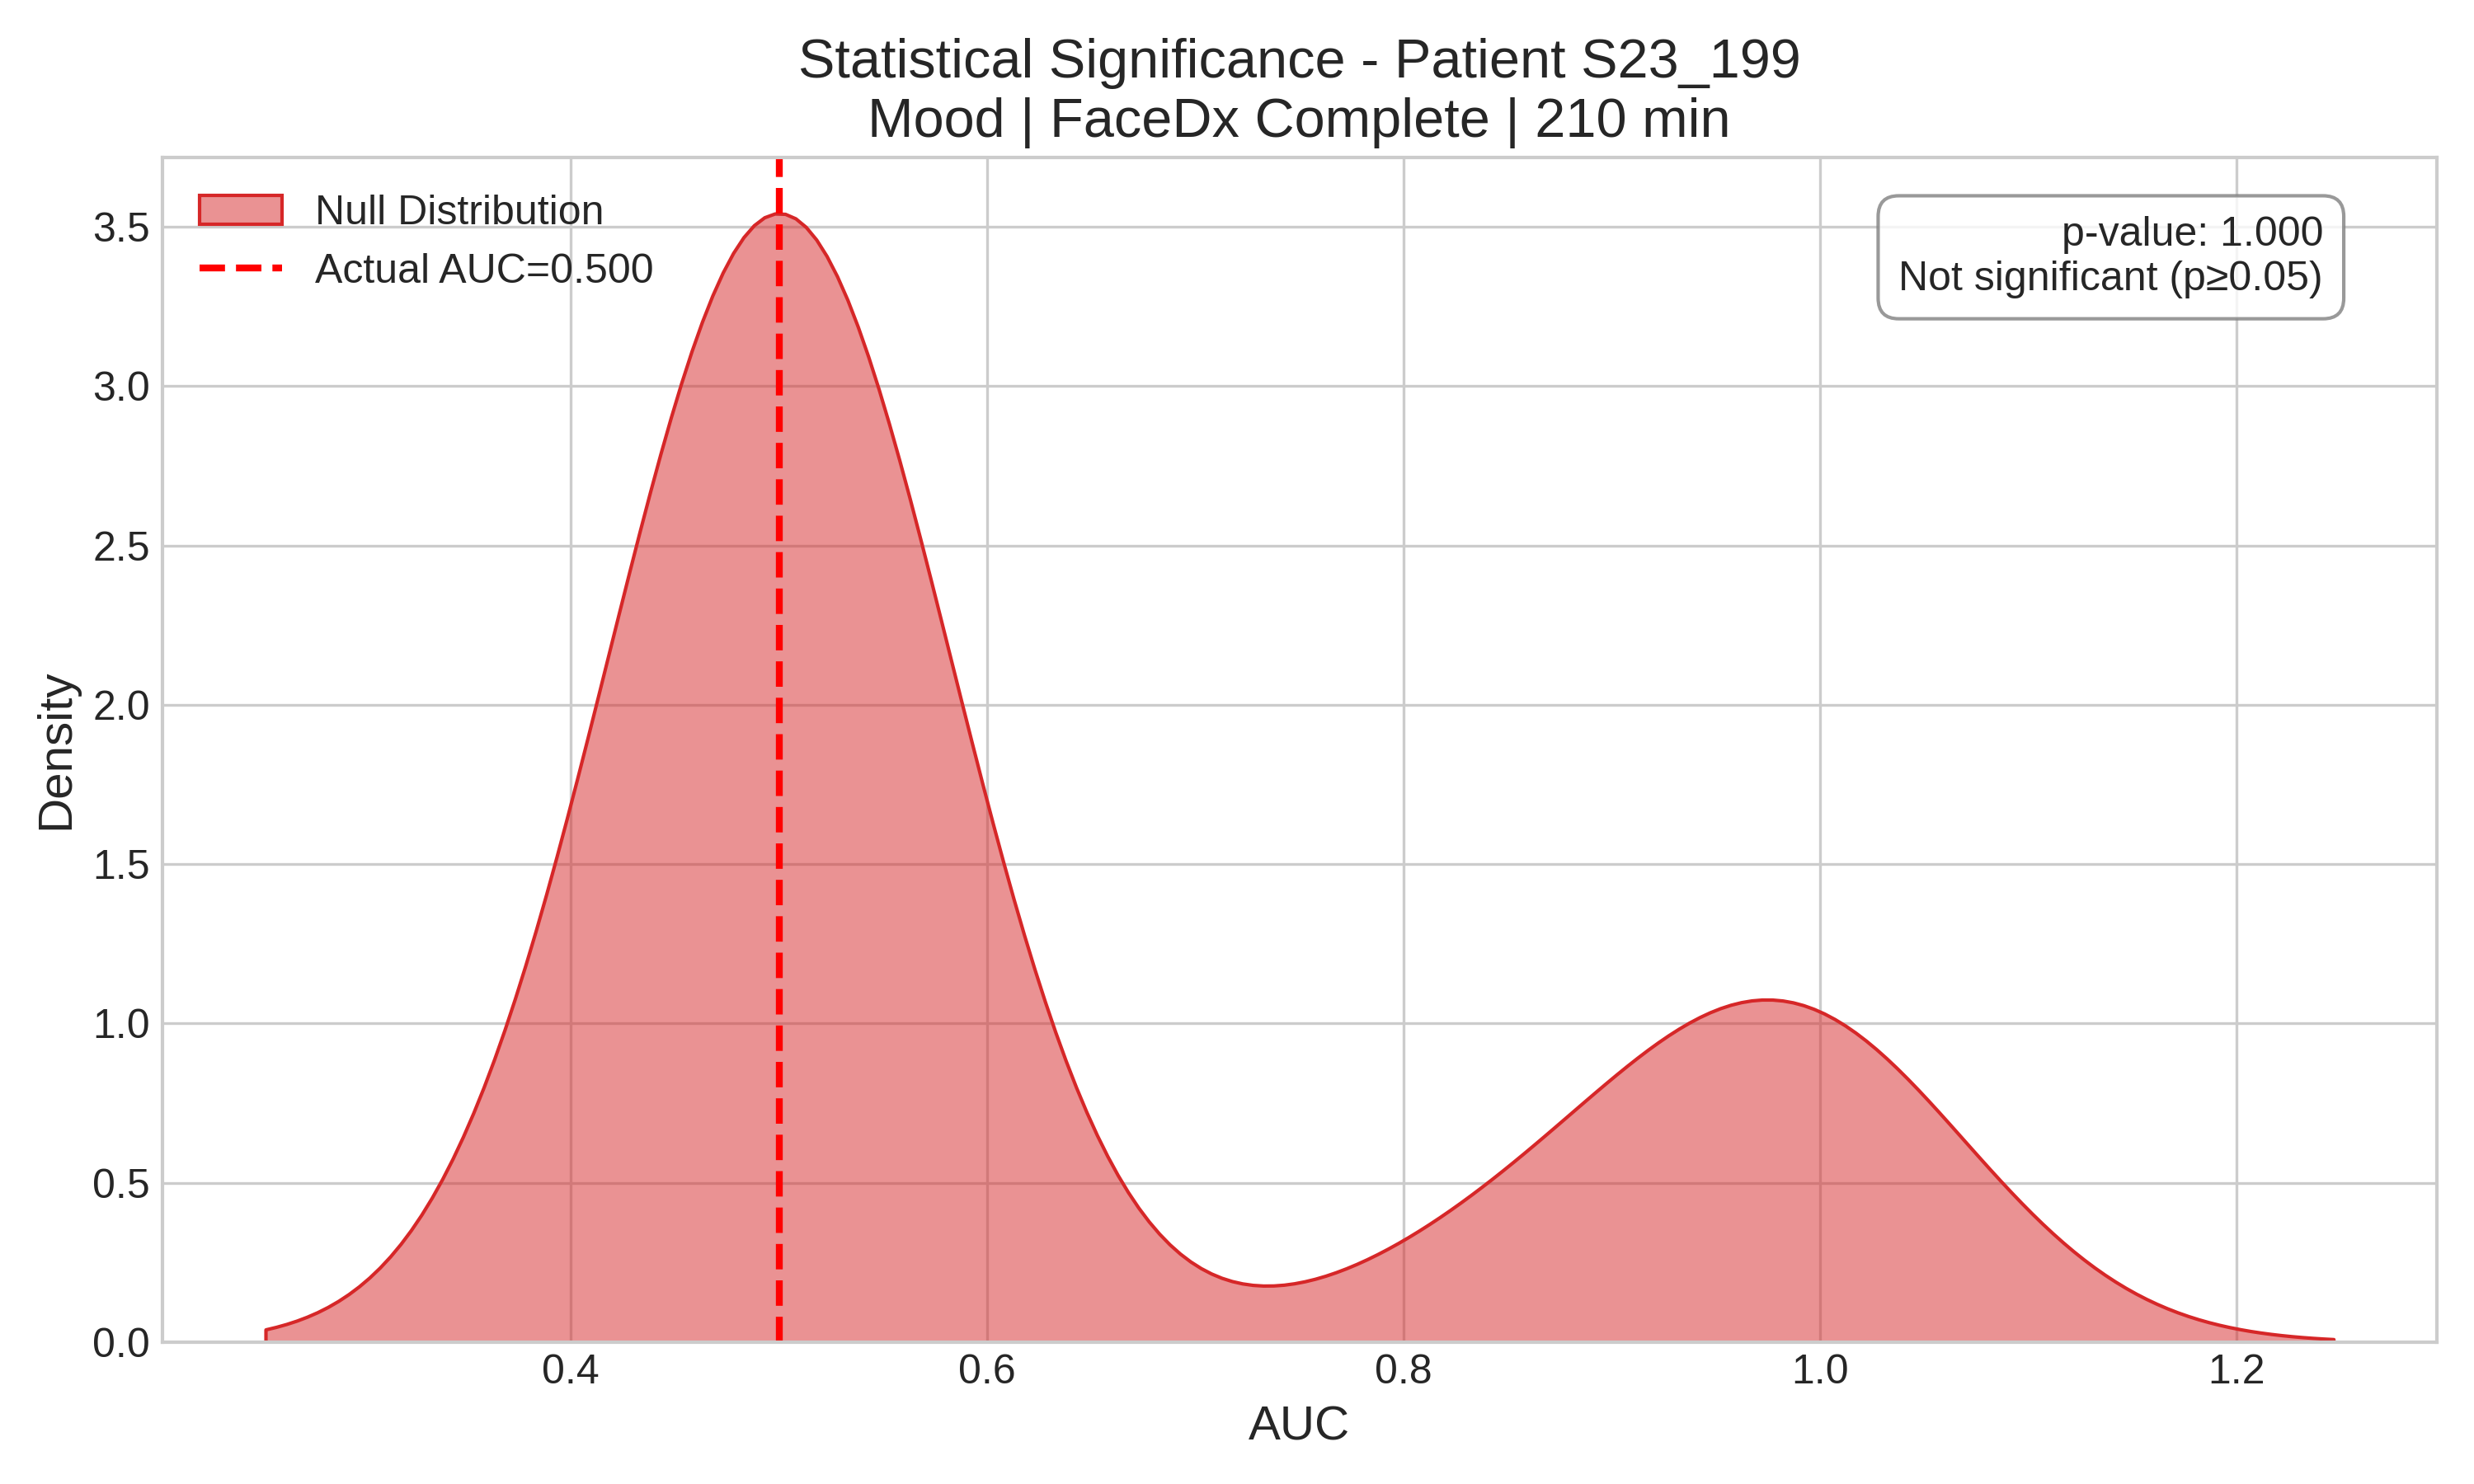 Statistical Significance - Patient S23_199
Mood | FaceDx Complete | 210 min
Null Distribution
Actual AUC=0.500
p-value: 1.000
Not significant (p≥0.05)
Density
3.5
3.0
2.5
2.0
1.5
1.0
0.5
0.0
0.4
0.6
0.8
1.0
1.2
AUC